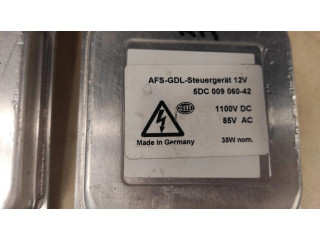 AFS-GDL-Steuergerät 12V
5DC 009 060-42
HELLA
1100V DC
85V AC
Made in Germany
35W nom.